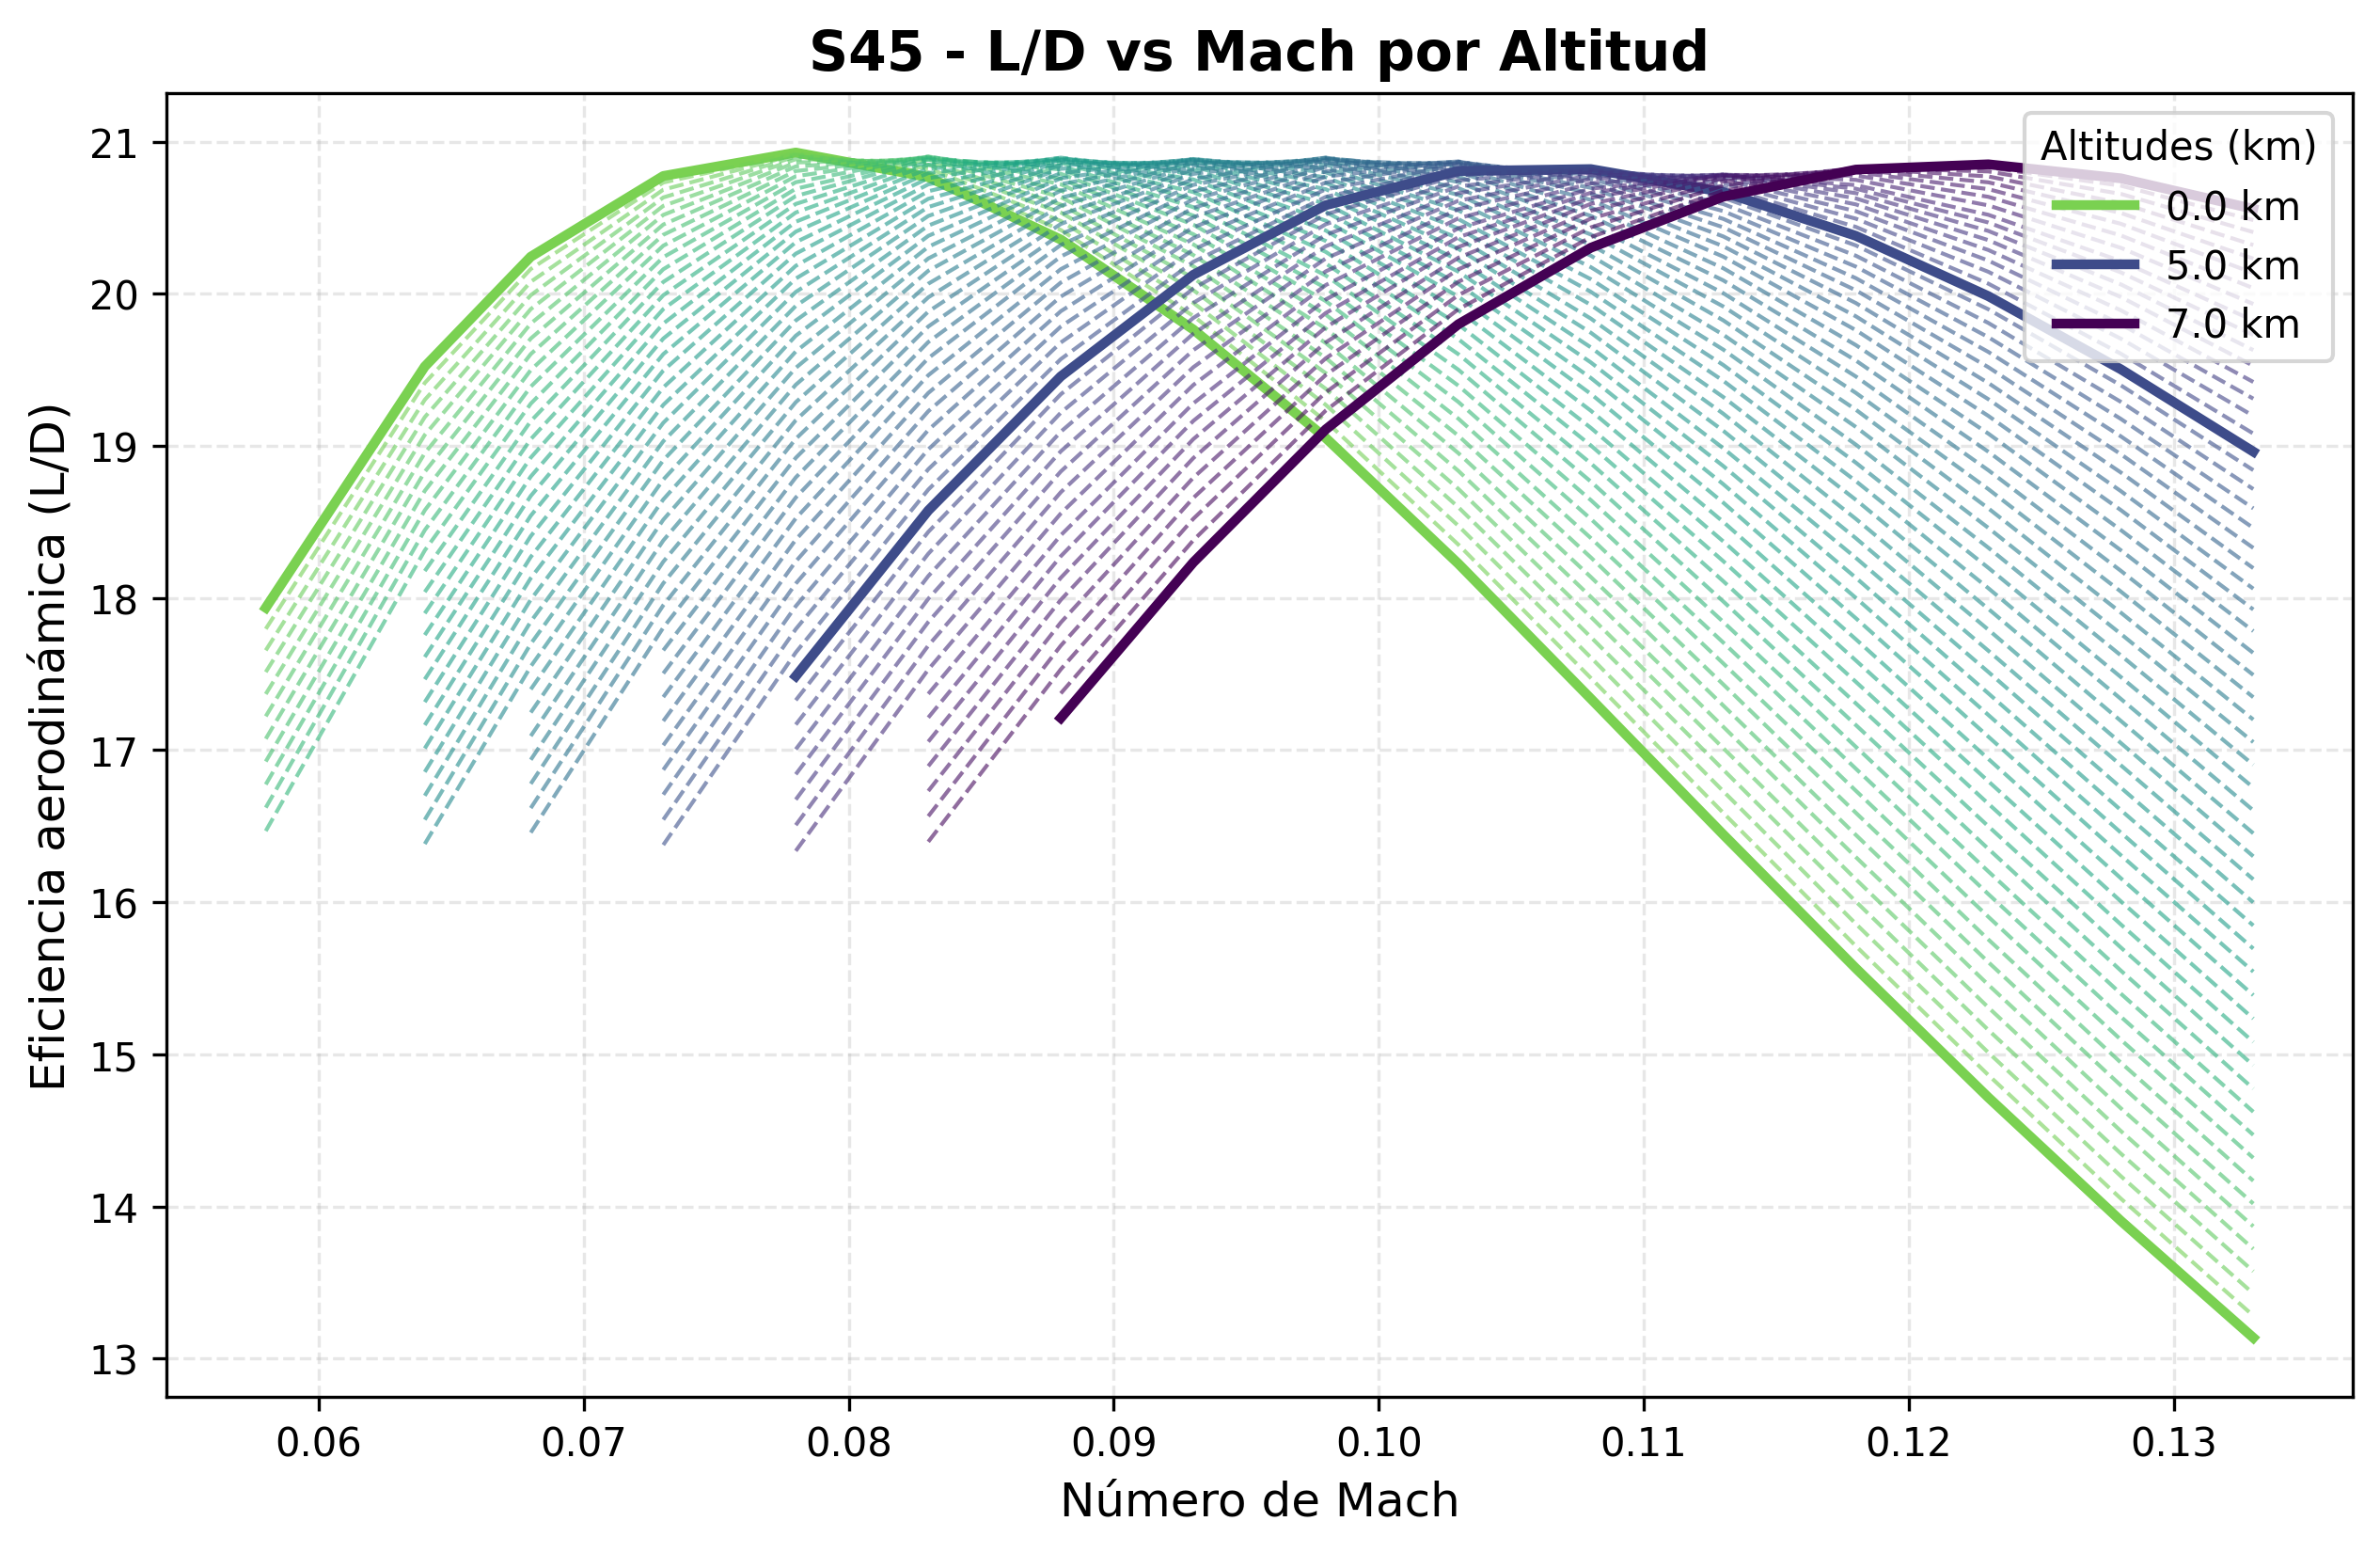 S45 - L/D vs Mach por Altitud
Eficiencia aerodinámica (L/D)
21
20
19
18
17
16
15
14
13
0.06
0.07
0.08
0.09
0.10
0.11
0.12
0.13
Número de Mach
Altitudes (km)
0.0 km
5.0 km
7.0 km